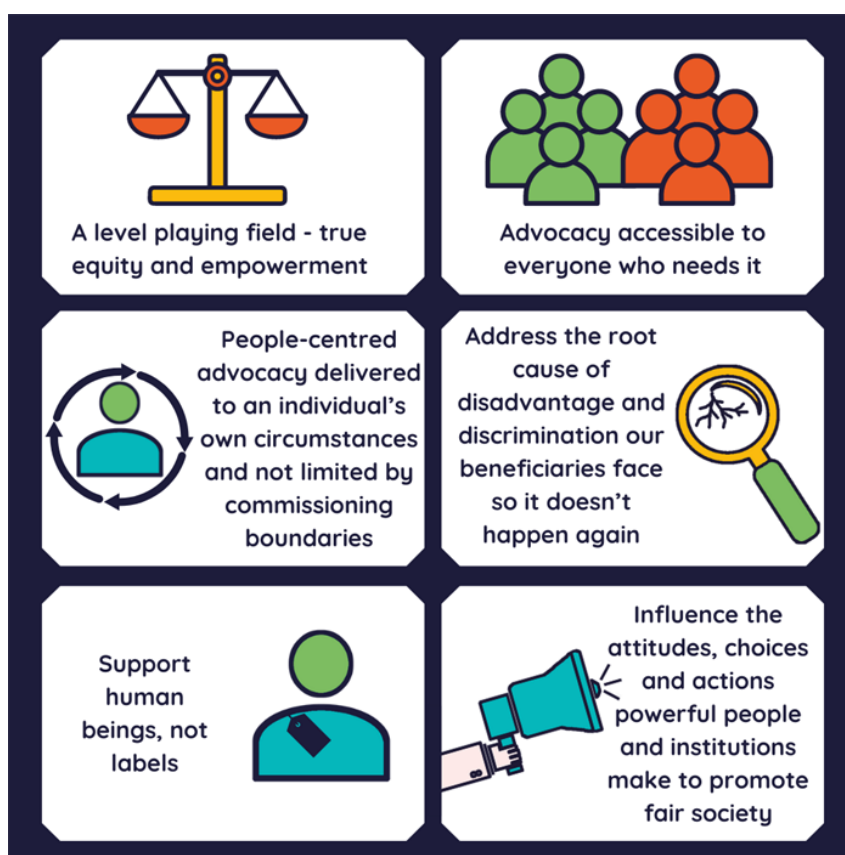 A level playing field - true
equity and empowerment
Advocacy accessible to
everyone who needs it
People-centred
advocacy delivered
to an individual's
own circumstances
and not limited by
commissioning
boundaries
Address the root
cause of
disadvantage and
discrimination our
beneficiaries face
so it doesn't
happen again
Support
human
beings, not
labels
Influence the
attitudes, choices
and actions
powerful people
and institutions
make to promote
fair society